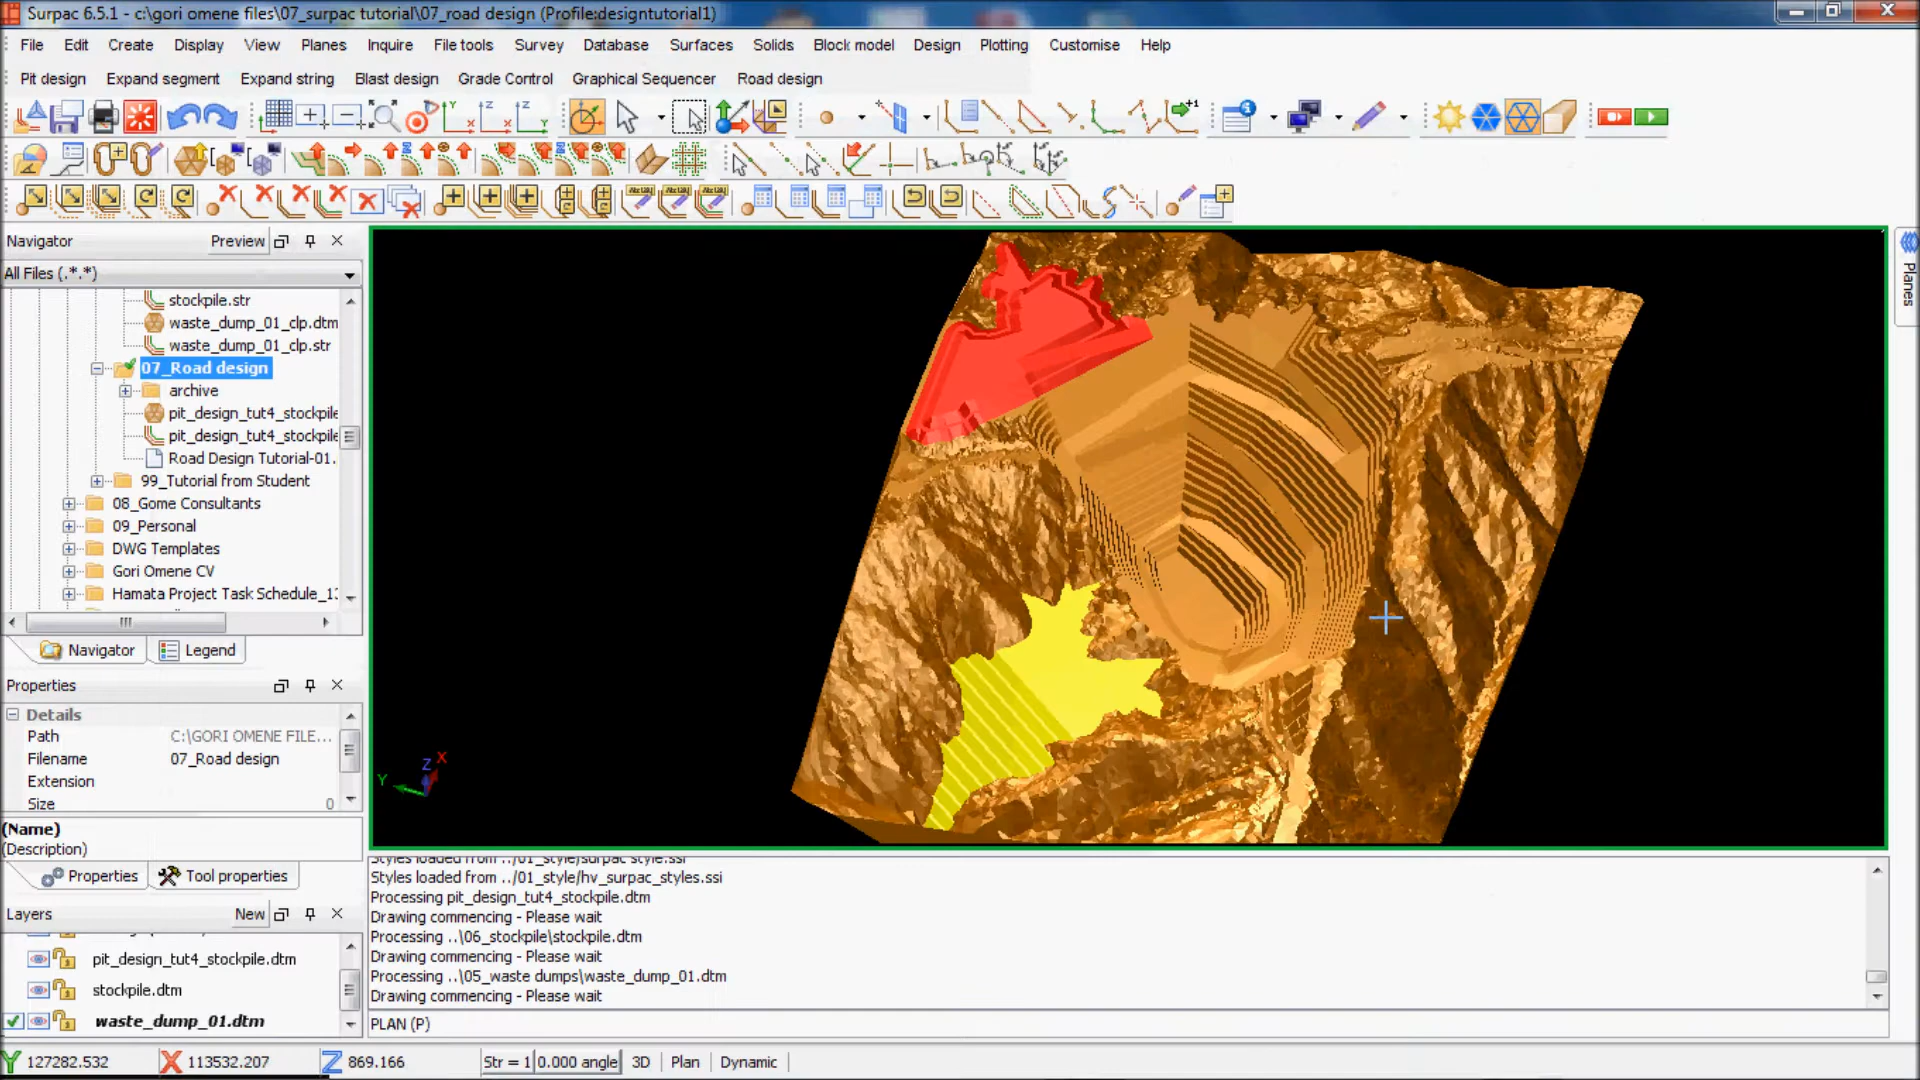 Surpac 6.5.1 - c:\gori omene files\07_surpac tutorial\07_road design (Profile:designtutorial1)
File Edit Create Display View Planes Inquire File tools Survey Database Surfaces Solids Block model Design Plotting Customise Help
Pit design Expand segment Expand string Blast design Grade Control Graphical Sequencer Road design
Navigator Preview
All Files (.*.*)
stockpile.str
waste_dump_01_clp.dtm
waste_dump_01_clp.str
07_Road design
archive
pit_design_tut4_stockpile
pit_design_tut4_stockpile
Road Design Tutorial-01.
99_Tutorial from Student
08_Gome Consultants
09_Personal
DWG Templates
Gori Omene CV
Hamata Project Task Schedule_13
Navigator Legend
Properties
Details
Path C:\GORI OMENE FILE...
Filename 07_Road design
Extension
Size 0
(Name)
(Description)
Properties Tool properties
Layers New
pit_design_tut4_stockpile.dtm
stockpile.dtm
waste_dump_01.dtm
Planes
Z X
Y
Styles loaded from ../01_style/surpac style.ssi
Styles loaded from ../01_style/hv_surpac_styles.ssi
Processing pit_design_tut4_stockpile.dtm
Drawing commencing - Please wait
Processing ..\06_stockpile\stockpile.dtm
Drawing commencing - Please wait
Processing ..\05_waste dumps\waste_dump_01.dtm
Drawing commencing - Please wait
PLAN (P)
Y 127282.532 X 113532.207 Z 869.166 Str = 1 0.000 angle 3D Plan Dynamic